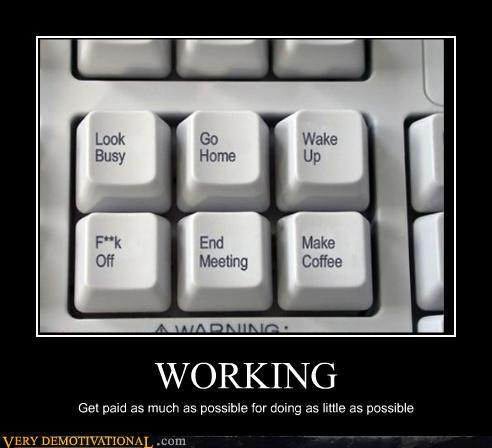 Look Go Wake
Busy Home Up
F**k End Make
Off Meeting Coffee
⚠ WARNING:
WORKING
Get paid as much as possible for doing as little as possible
VERY DEMOTIVATIONAL.com